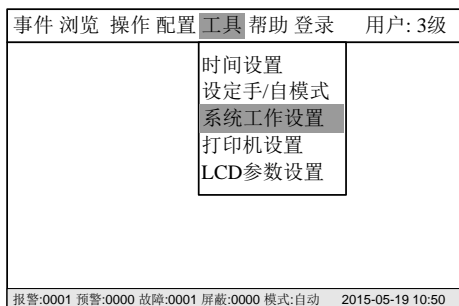 事件 浏览 操作 配置 工具 帮助 登录 用户: 3级
时间设置
设定手/自模式
系统工作设置
打印机设置
LCD参数设置
报警:0001 预警:0000 故障:0001 屏蔽:0000 模式:自动 2015-05-19 10:50